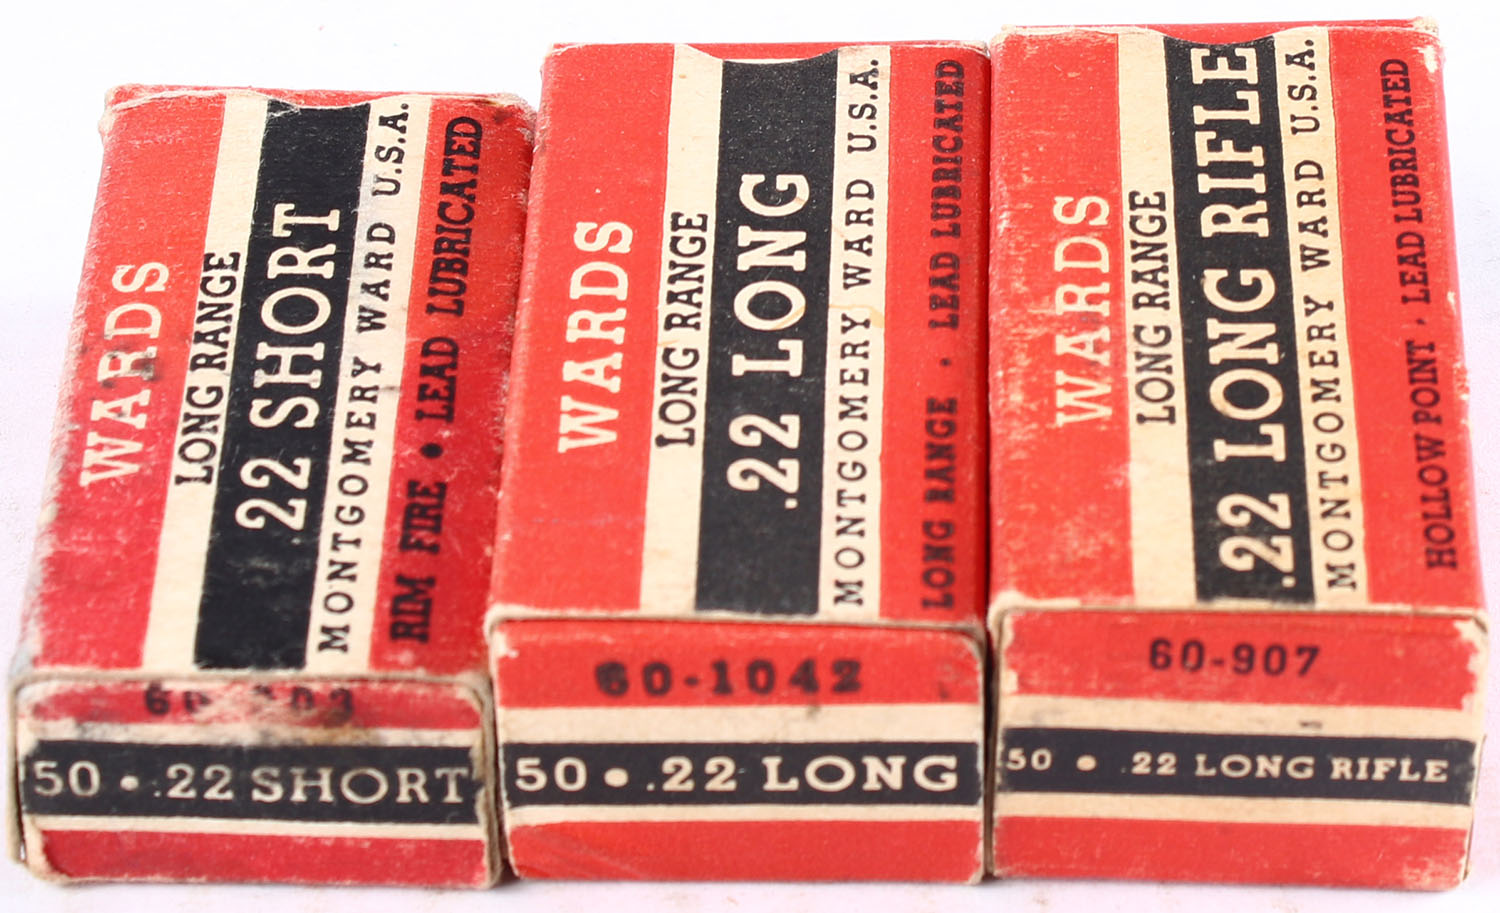 WARDS
LONG RANGE
.22 SHORT
MONTGOMERY WARD U.S.A.
RIM FIRE • LEAD LUBRICATED
50 • .22 SHORT
WARDS
LONG RANGE
.22 LONG
MONTGOMERY WARD U.S.A.
LONG RANGE • LEAD LUBRICATED
60-1042
50 • .22 LONG
WARDS
LONG RANGE
.22 LONG RIFLE
MONTGOMERY WARD U.S.A.
HOLLOW POINT • LEAD LUBRICATED
60-907
50 • .22 LONG RIFLE